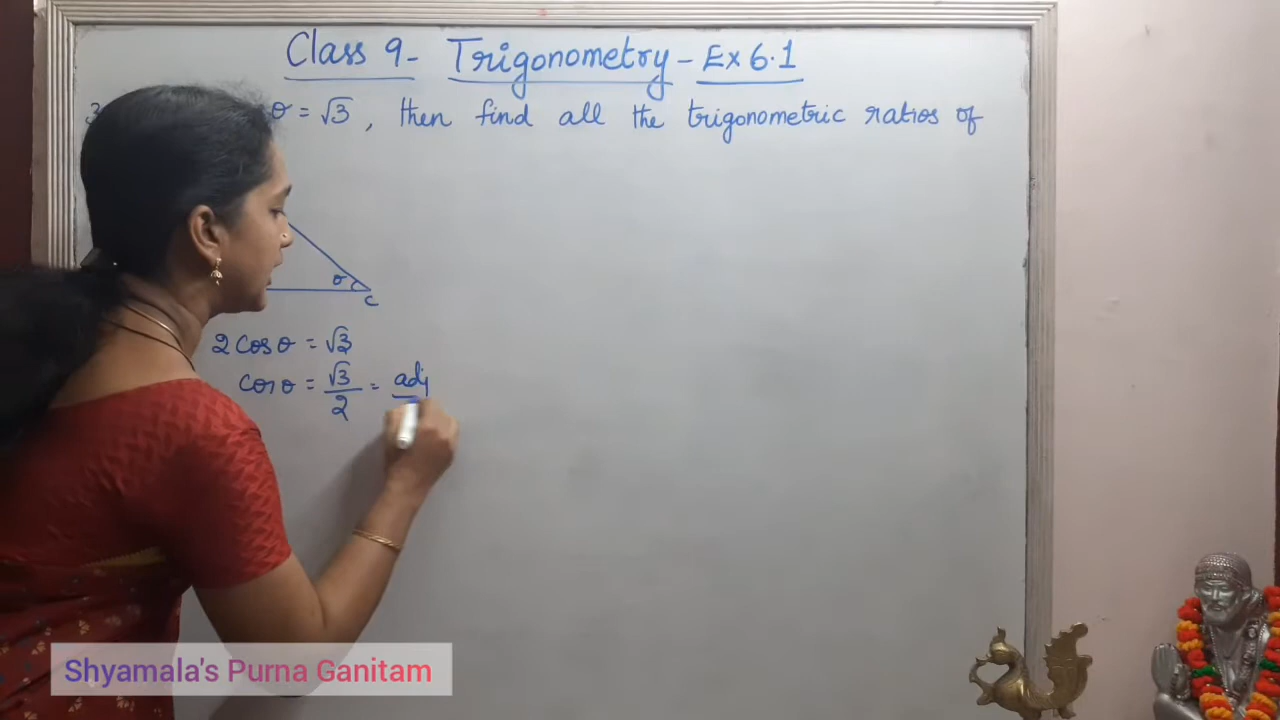 Class 9 - Trigonometry - Ex 6.1
θ = √3, then find all the trigonometric ratios of
θ
C
2 cos θ = √3
cos θ = √3/2 = adj
Shyamala's Purna Ganitam